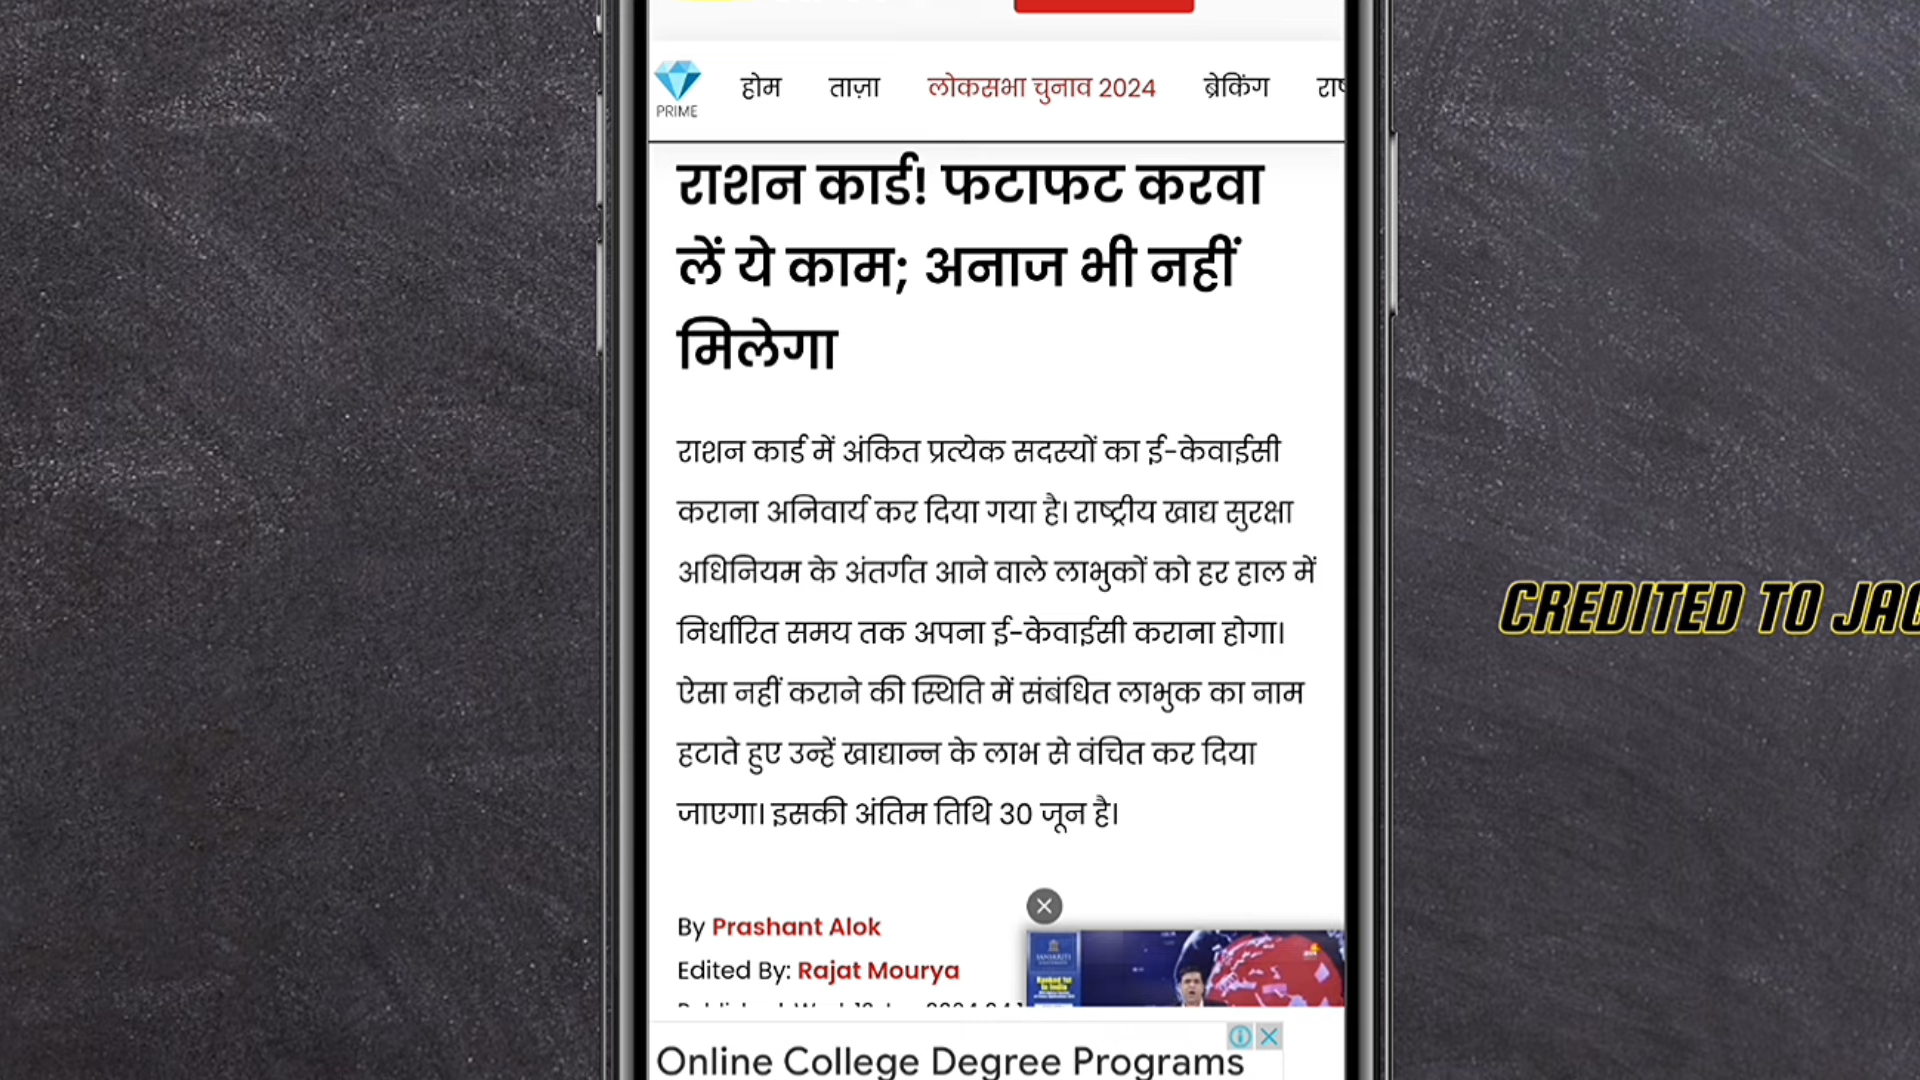 PRIME
होम ताज़ा लोकसभा चुनाव 2024 ब्रेकिंग
राशन कार्ड! फटाफट करवा
लें ये काम; अनाज भी नहीं
मिलेगा
राशन कार्ड में अंकित प्रत्येक सदस्यों का ई-केवाईसी
कराना अनिवार्य कर दिया गया है। राष्ट्रीय खाद्य सुरक्षा
अधिनियम के अंतर्गत आने वाले लाभुकों को हर हाल में
निर्धारित समय तक अपना ई-केवाईसी कराना होगा।
ऐसा नहीं कराने की स्थिति में संबंधित लाभुक का नाम
हटाते हुए उन्हें खाद्यान्न के लाभ से वंचित कर दिया
जाएगा। इसकी अंतिम तिथि 30 जून है।
CREDITED TO
By Prashant Alok
Edited By: Rajat Mourya
Online College Degree Programs